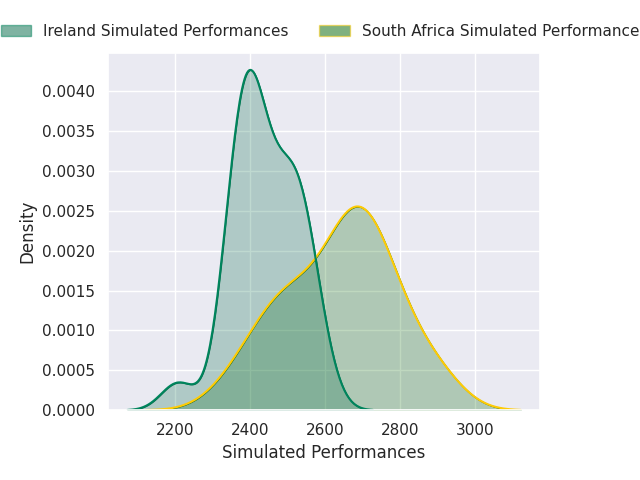 Ireland Simulated Performances South Africa Simulated Performance
0.0040
0.0035
0.0030
0.0025
0.0020
0.0015
0.0010
0.0005
0.0000
Density
2200 2400 2600 2800 3000
Simulated Performances